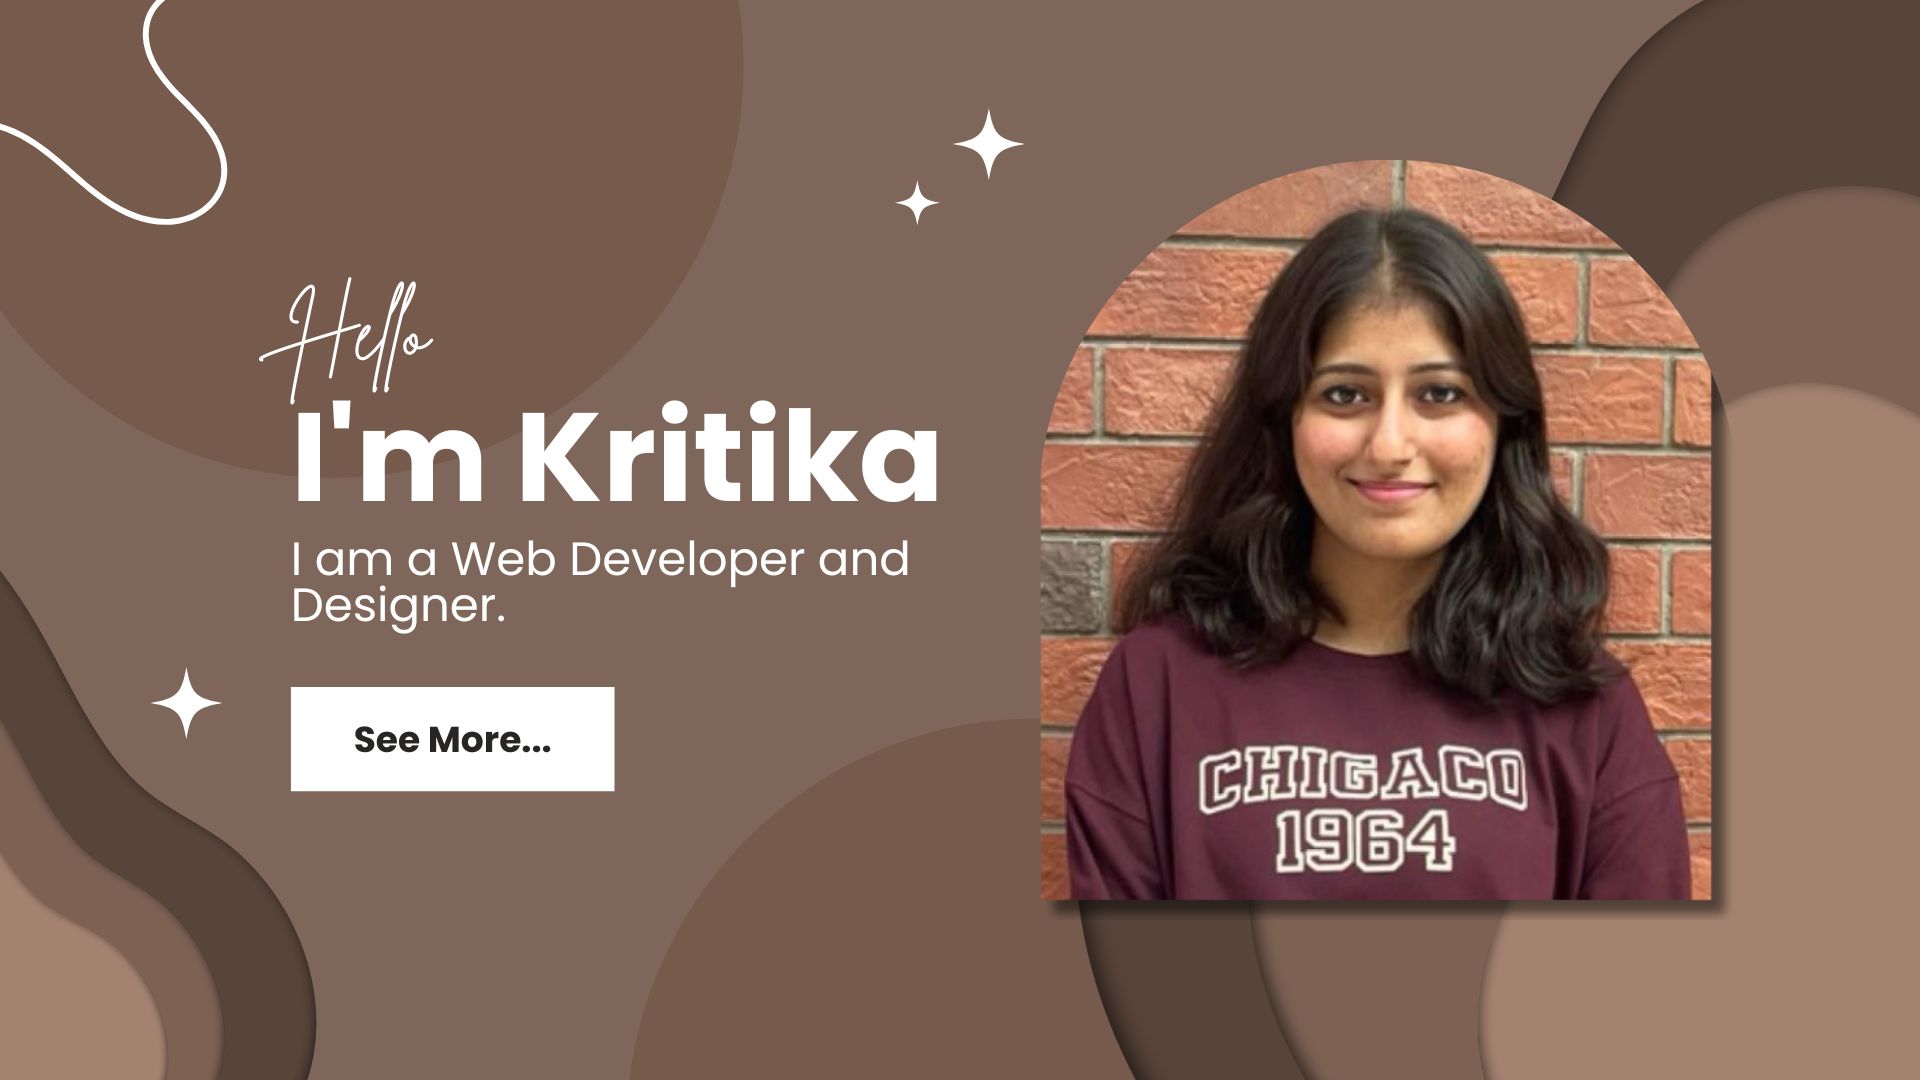 Hello
I'm Kritika
I am a Web Developer and
Designer.
See More...
CHIGACO
1964